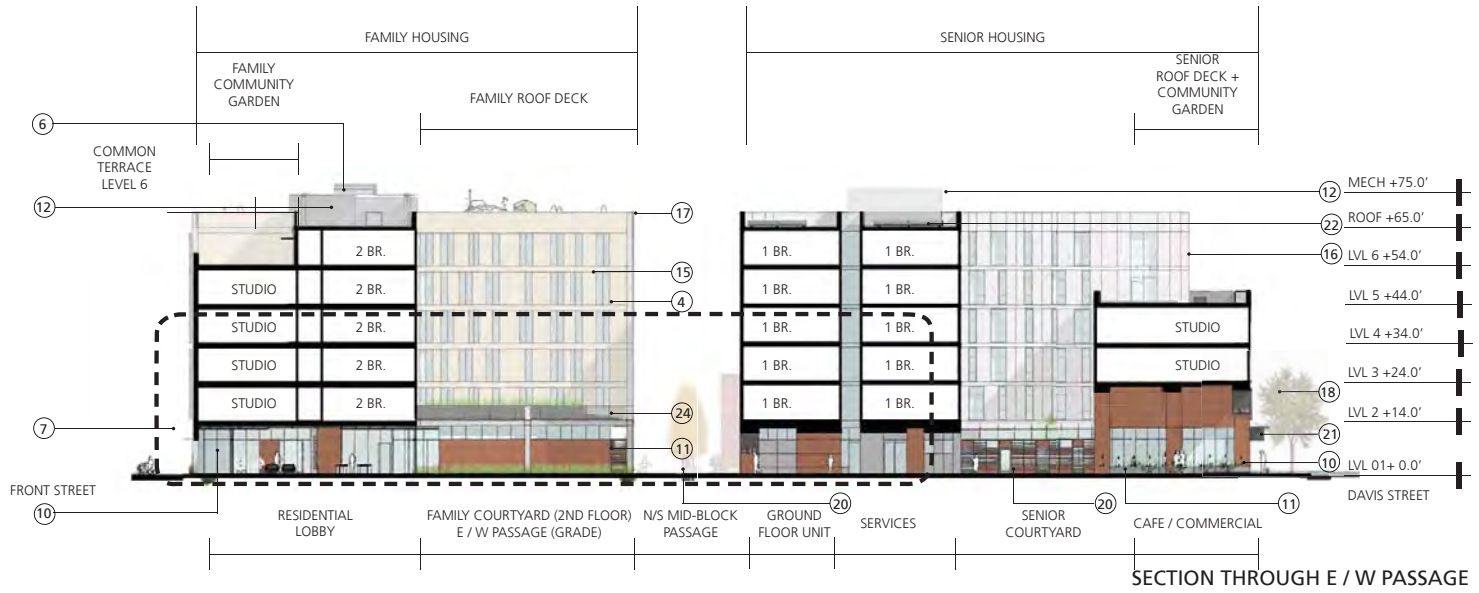 FAMILY HOUSING
SENIOR HOUSING
FAMILY
COMMUNITY
GARDEN
FAMILY ROOF DECK
SENIOR
ROOF DECK +
COMMUNITY
GARDEN
6
COMMON
TERRACE
LEVEL 6
12
17
15
4
24
11
7
FRONT STREET
10
2 BR.
STUDIO
2 BR.
STUDIO
2 BR.
STUDIO
2 BR.
STUDIO
2 BR.
1 BR.
1 BR.
1 BR.
1 BR.
1 BR.
1 BR.
1 BR.
1 BR.
1 BR.
1 BR.
STUDIO
STUDIO
12
MECH +75.0'
22
ROOF +65.0'
16
LVL 6 +54.0'
LVL 5 +44.0'
LVL 4 +34.0'
LVL 3 +24.0'
18
LVL 2 +14.0'
21
10
LVL 01+ 0.0'
DAVIS STREET
20
20
11
RESIDENTIAL
LOBBY
FAMILY COURTYARD (2ND FLOOR)
E / W PASSAGE (GRADE)
N/S MID-BLOCK
PASSAGE
GROUND
FLOOR UNIT
SERVICES
SENIOR
COURTYARD
CAFE / COMMERCIAL
SECTION THROUGH E / W PASSAGE